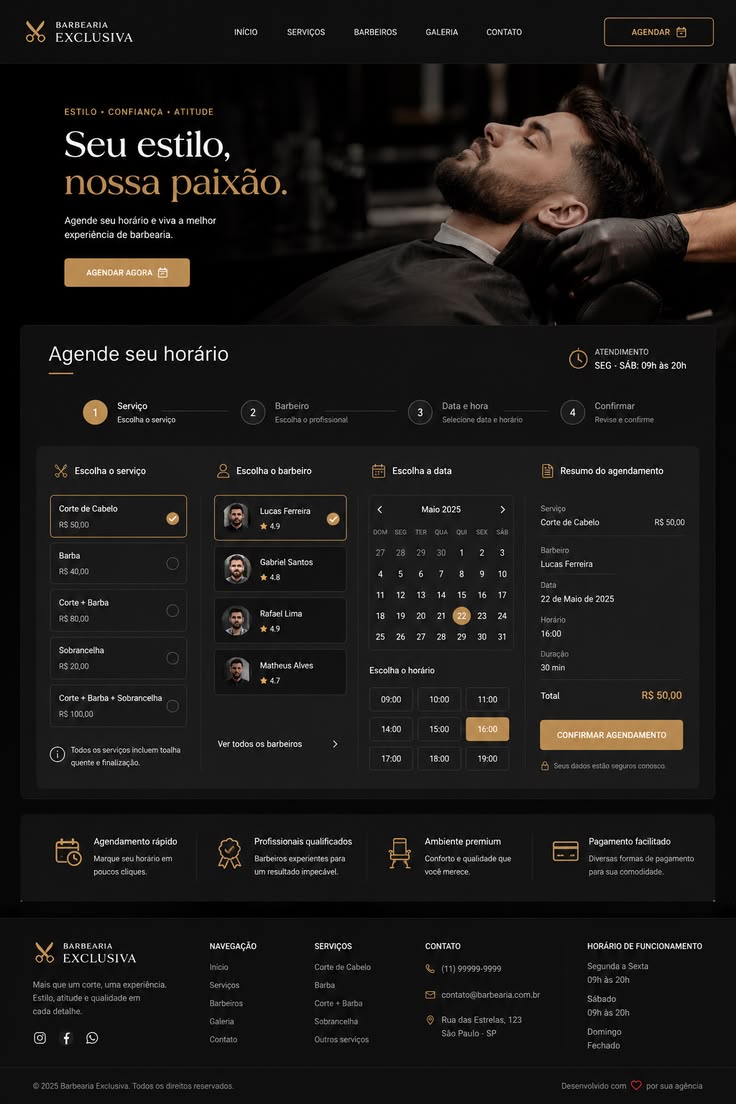 BARBEARIA
EXCLUSIVA
INÍCIO
SERVIÇOS
BARBEIROS
GALERIA
CONTATO
AGENDAR
ESTILO • CONFIANÇA • ATITUDE
Seu estilo,
nossa paixão.
Agende seu horário e viva a melhor
experiência de barbearia.
AGENDAR AGORA
Agende seu horário
ATENDIMENTO
SEG - SÁB: 09h às 20h
1
Serviço
Escolha o serviço
2
Barbeiro
Escolha o profissional
3
Data e hora
Selecione data e horário
4
Confirmar
Revise e confirme
Escolha o serviço
Corte de Cabelo
R$ 50,00
Barba
R$ 40,00
Corte + Barba
R$ 80,00
Sobrancelha
R$ 20,00
Corte + Barba + Sobrancelha
R$ 100,00
Todos os serviços incluem toalha
quente e finalização.
Escolha o barbeiro
Lucas Ferreira
4.9
Gabriel Santos
4.8
Rafael Lima
4.9
Matheus Alves
4.7
Ver todos os barbeiros
Escolha a data
Maio 2025
DOM SEG TER QUA QUI SEX SÁB
27 28 29 30 1 2 3
4 5 6 7 8 9 10
11 12 13 14 15 16 17
18 19 20 21 22 23 24
25 26 27 28 29 30 31
Escolha o horário
09:00 10:00 11:00
14:00 15:00 16:00
17:00 18:00 19:00
Resumo do agendamento
Serviço
Corte de Cabelo R$ 50,00
Barbeiro
Lucas Ferreira
Data
22 de Maio de 2025
Horário
16:00
Duração
30 min
Total R$ 50,00
CONFIRMAR AGENDAMENTO
Seus dados estão seguros conosco.
Agendamento rápido
Marque seu horário em
poucos cliques.
Profissionais qualificados
Barbeiros experientes para
um resultado impecável.
Ambiente premium
Conforto e qualidade que
você merece.
Pagamento facilitado
Diversas formas de pagamento
para sua comodidade.
BARBEARIA
EXCLUSIVA
Mais que um corte, uma experiência.
Estilo, atitude e qualidade em
cada detalhe.
NAVEGAÇÃO
Início
Serviços
Barbeiros
Galeria
Contato
SERVIÇOS
Corte de Cabelo
Barba
Corte + Barba
Sobrancelha
Outros serviços
CONTATO
(11) 99999-9999
contato@barbearia.com.br
Rua das Estrelas, 123
São Paulo - SP
HORÁRIO DE FUNCIONAMENTO
Segunda a Sexta
09h às 20h
Sábado
09h às 20h
Domingo
Fechado
© 2025 Barbearia Exclusiva. Todos os direitos reservados.
Desenvolvido com por sua agência